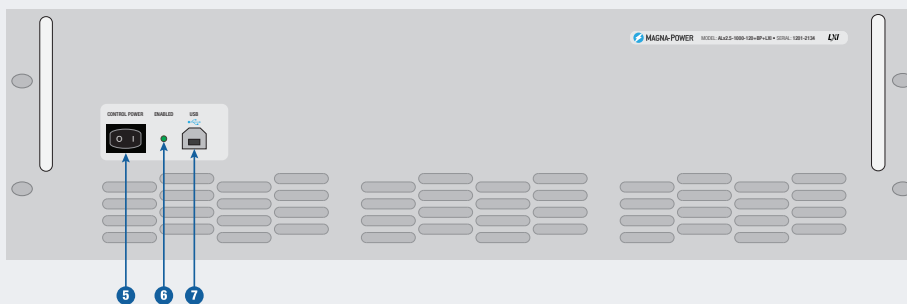 MAGNA-POWER MODEL: ALx2.5-1000-120+BP+LXI • SERIAL: 1201-2134 LXI
CONTROL POWER ENABLED USB
O I
5 6 7